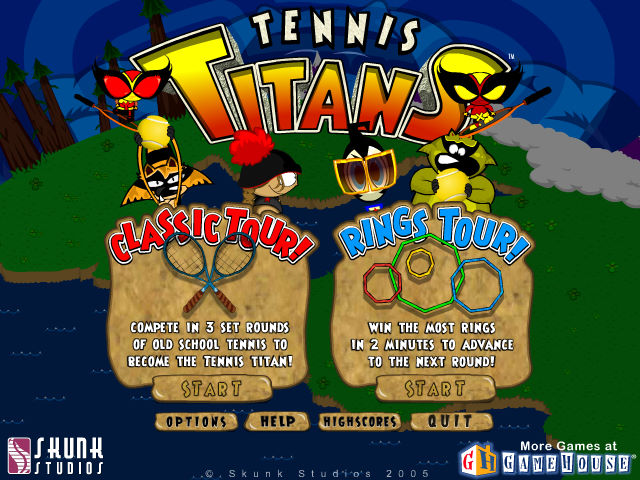 TENNIS
TITANS™
CLASSIC TOUR!
RINGS TOUR!
COMPETE IN 3 SET ROUNDS
OF OLD SCHOOL TENNIS TO
BECOME THE TENNIS TITAN!
WIN THE MOST RINGS
IN 2 MINUTES TO ADVANCE
TO THE NEXT ROUND!
START
START
OPTIONS
HELP
HIGHSCORES
QUIT
SKUNK
STUDIOS
© Skunk Studios 2005
More Games at
GH GAMEHOUSE®